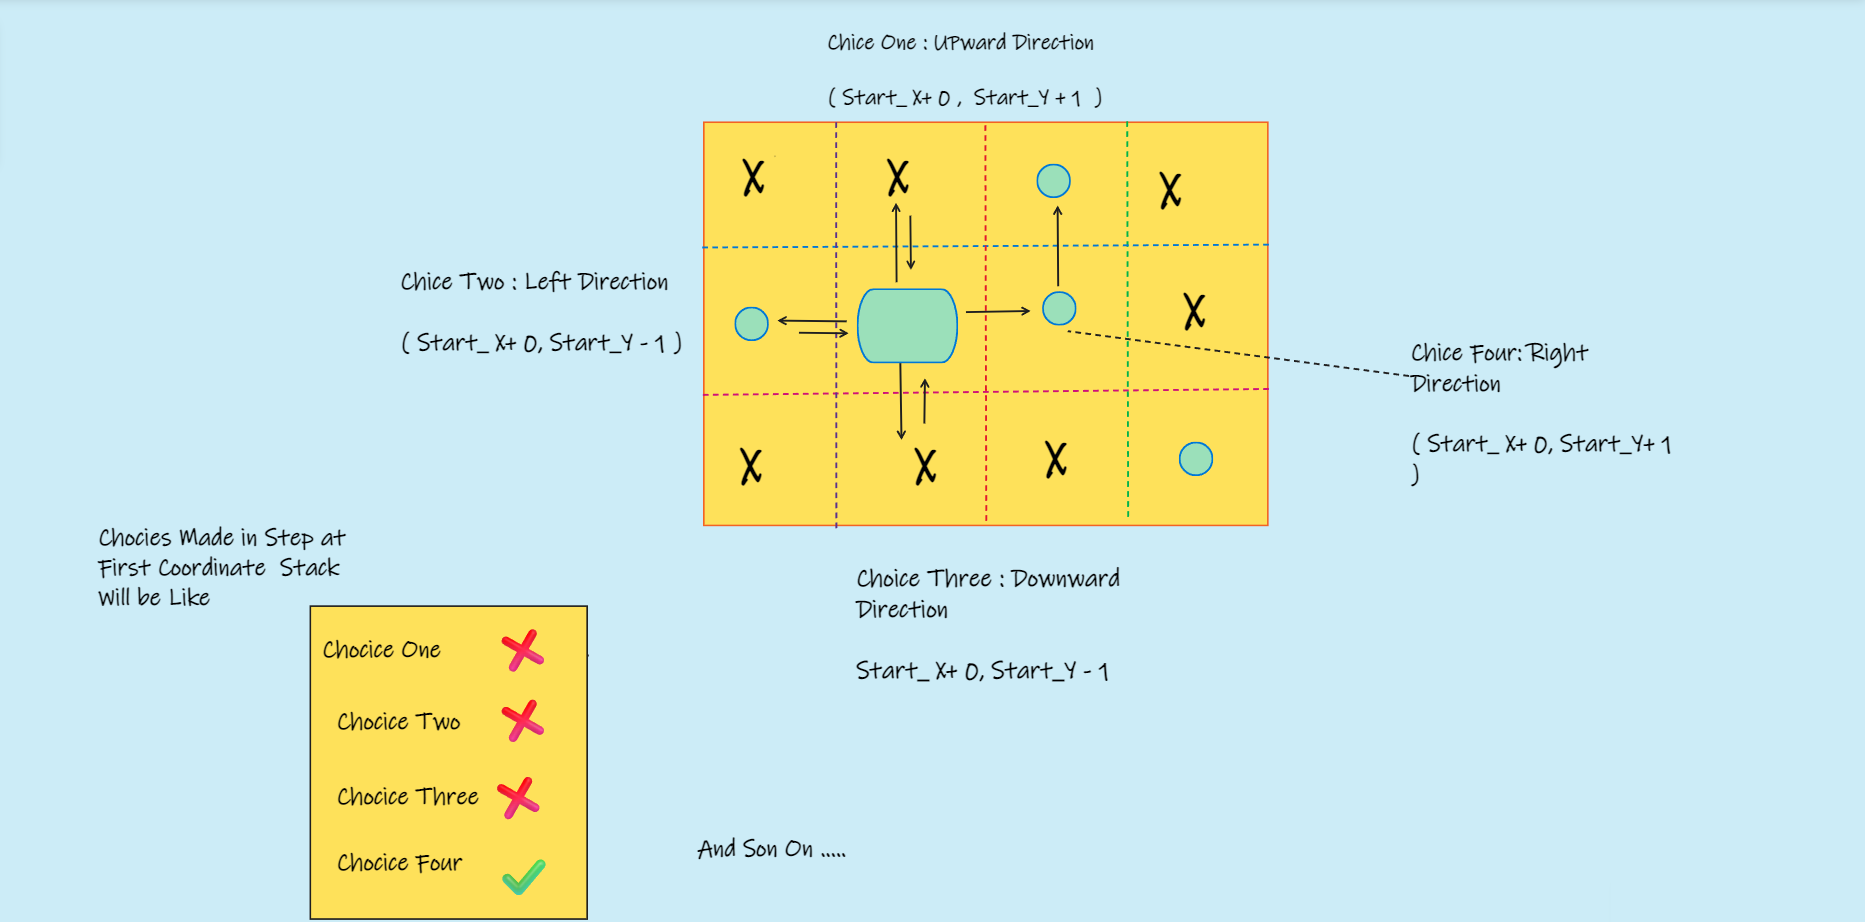 Chice One : UPward Direction
( Start_ X+ 0 , Start_Y + 1 )
X X X
Chice Two : Left Direction
( Start_ X+ 0, Start_Y - 1 )
X
Chice Four: Right
Direction
( Start_ X+ 0, Start_Y+ 1
)
X X X
Chocies Made in Step at
First Coordinate Stack
Will be Like
Choice Three : Downward
Direction
Start_ X+ 0, Start_Y - 1
Chocice One
Chocice Two
Chocice Three
Chocice Four
And Son On .....